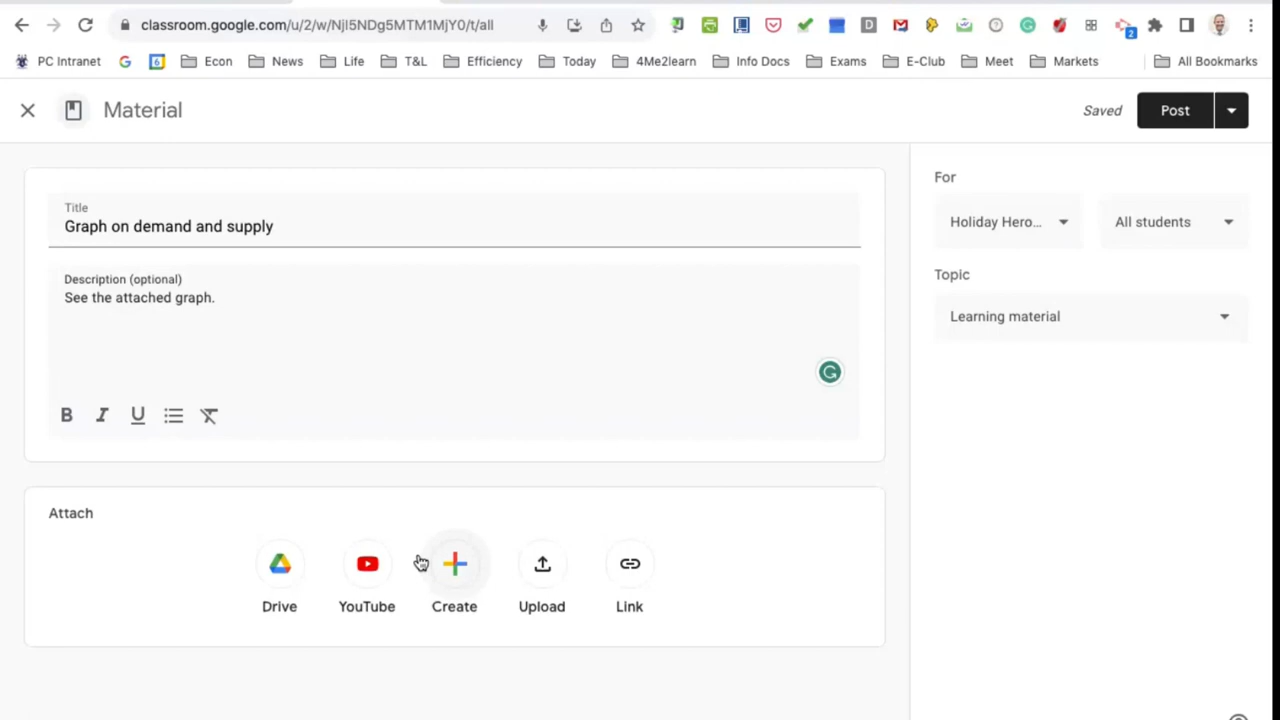 classroom.google.com/u/2/w/NjI5NDg5MTM1MjY0/t/all
2
PC Intranet
6
Econ
News
Life
T&L
Efficiency
Today
4Me2learn
Info Docs
Exams
E-Club
Meet
Markets
All Bookmarks
Material
Saved
Post
Title
Graph on demand and supply
Description (optional)
See the attached graph.
B I U
For
Holiday Hero...
All students
Topic
Learning material
Attach
Drive
YouTube
Create
Upload
Link